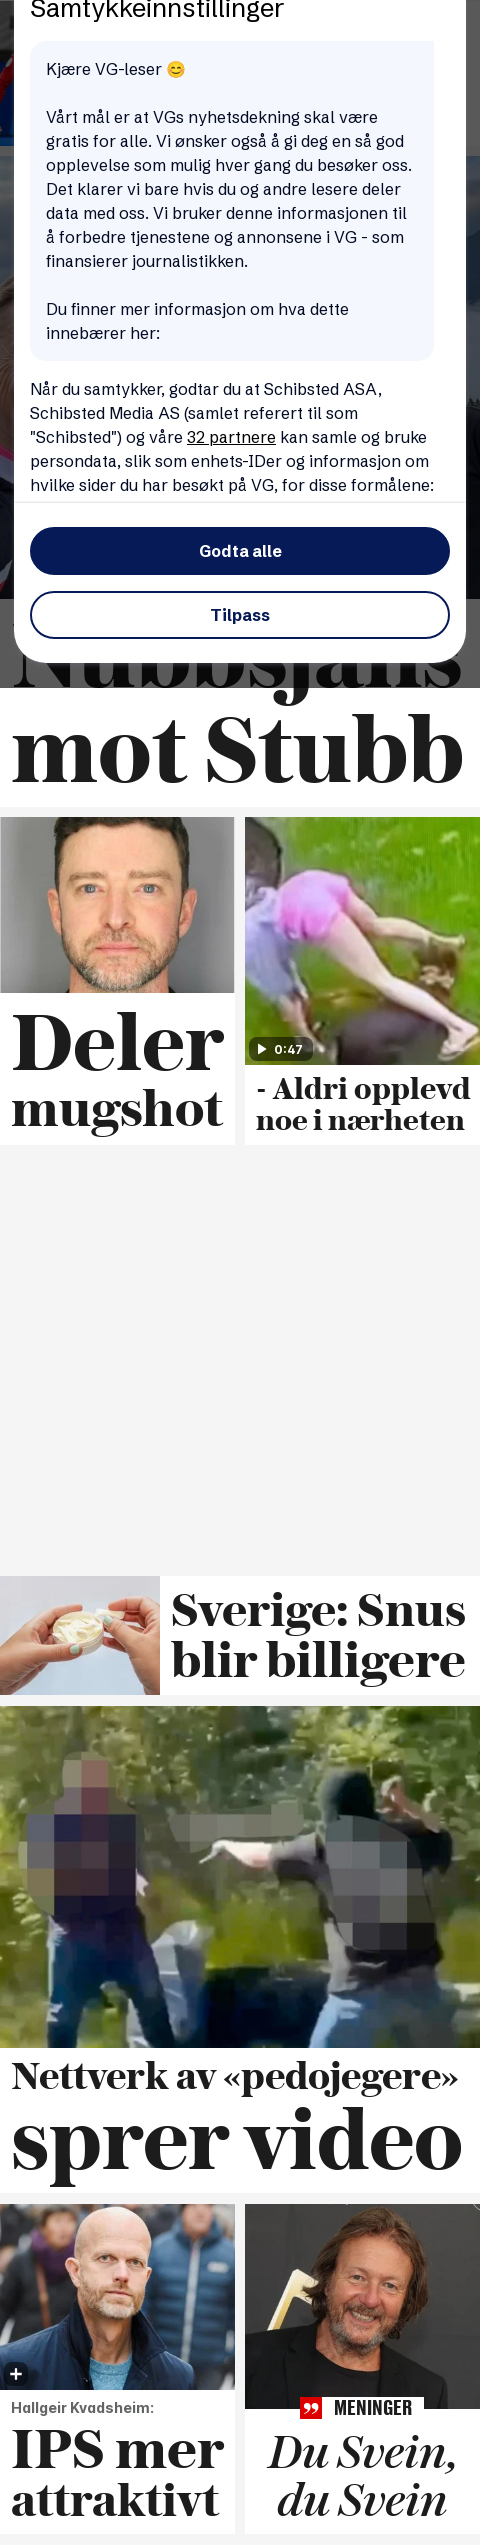 Samtykkeinnstillinger
Kjære VG-leser 😊
Vårt mål er at VGs nyhetsdekning skal være
gratis for alle. Vi ønsker også å gi deg en så god
opplevelse som mulig hver gang du besøker oss.
Det klarer vi bare hvis du og andre lesere deler
data med oss. Vi bruker denne informasjonen til
å forbedre tjenestene og annonsene i VG - som
finansierer journalistikken.
Du finner mer informasjon om hva dette
innebærer her:
Når du samtykker, godtar du at Schibsted ASA,
Schibsted Media AS (samlet referert til som
"Schibsted") og våre 32 partnere kan samle og bruke
persondata, slik som enhets-IDer og informasjon om
hvilke sider du har besøkt på VG, for disse formålene:
Godta alle
Tilpass
Nubbsjans
mot Stubb
Deler
mugshot
0:47
- Aldri opplevd
noe i nærheten
Sverige: Snus
blir billigere
Nettverk av «pedojegere»
sprer video
Hallgeir Kvadsheim:
IPS mer
attraktivt
MENINGER
Du Svein,
du Svein